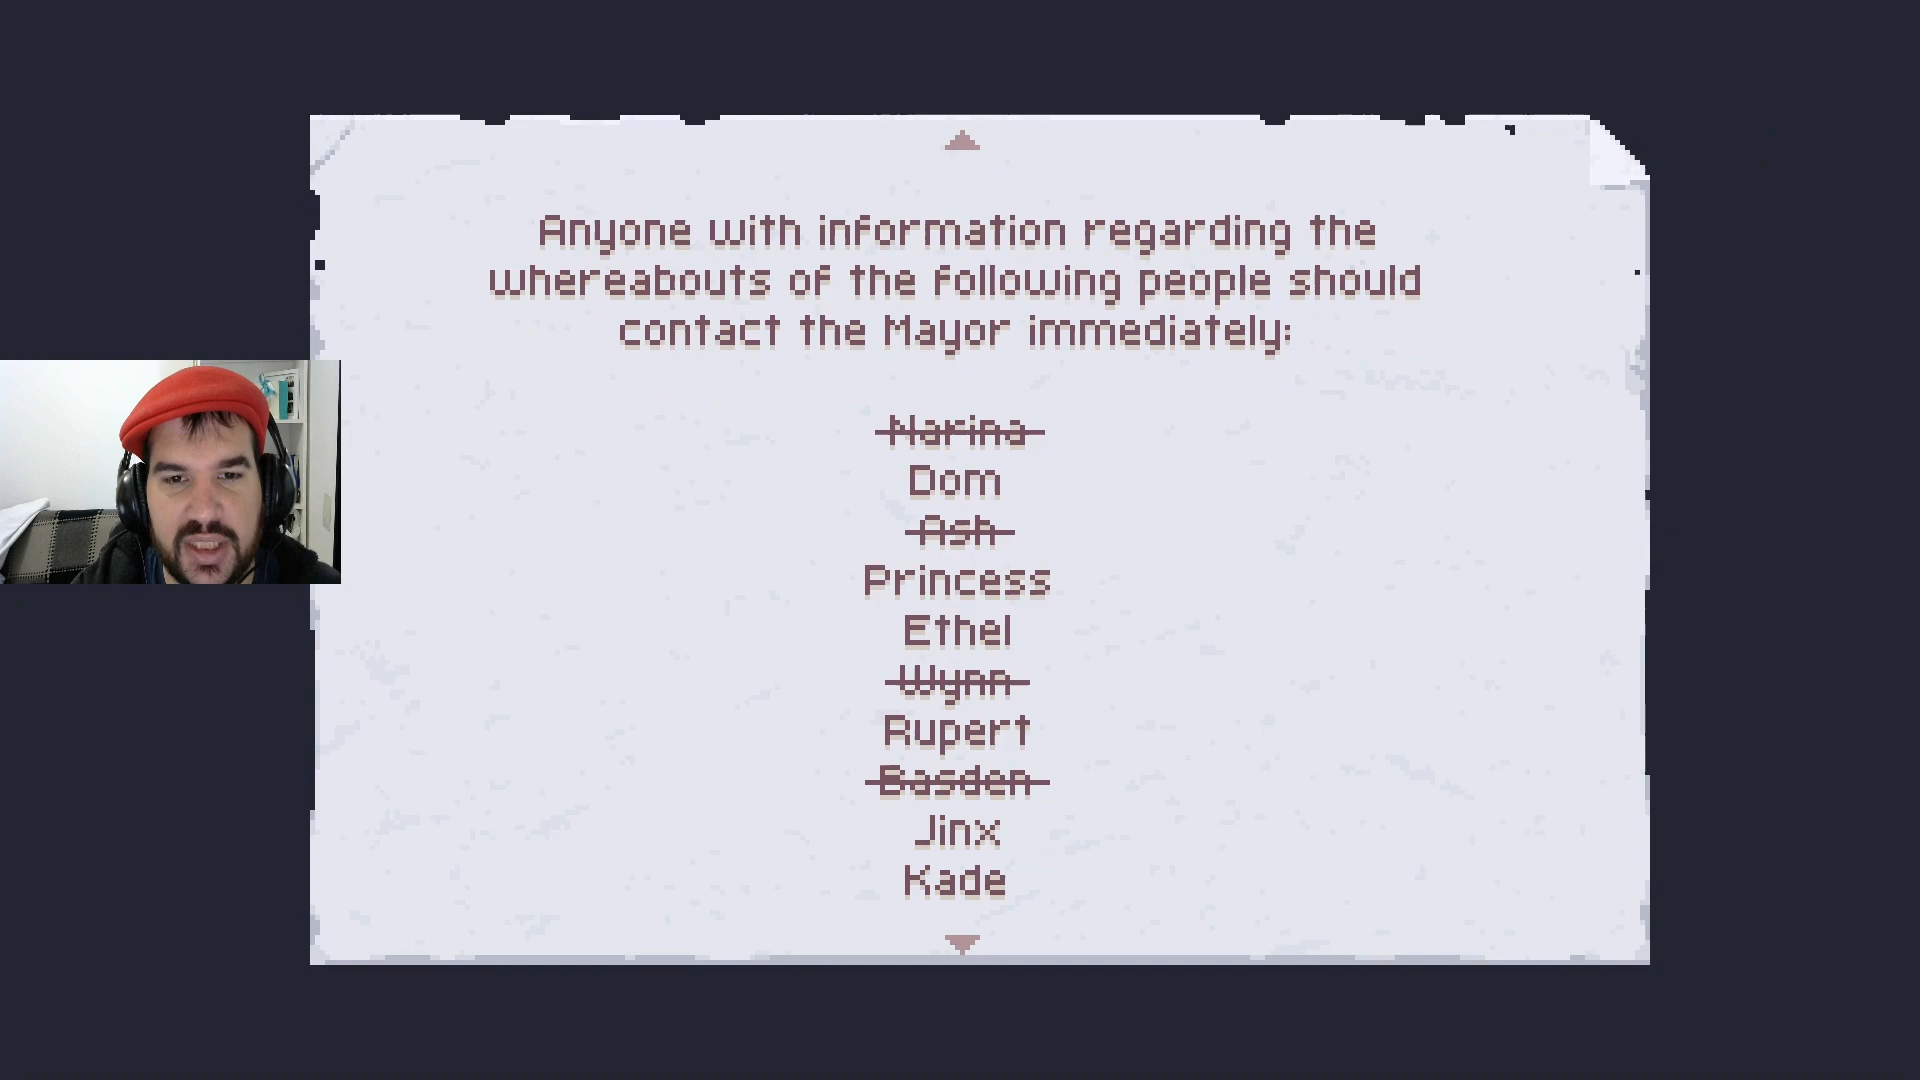 Anyone with information regarding the
whereabouts of the following people should
contact the Mayor immediately:
Narina
Dom
Ash
Princess
Ethel
Wynn
Rupert
Basden
Jinx
Kade